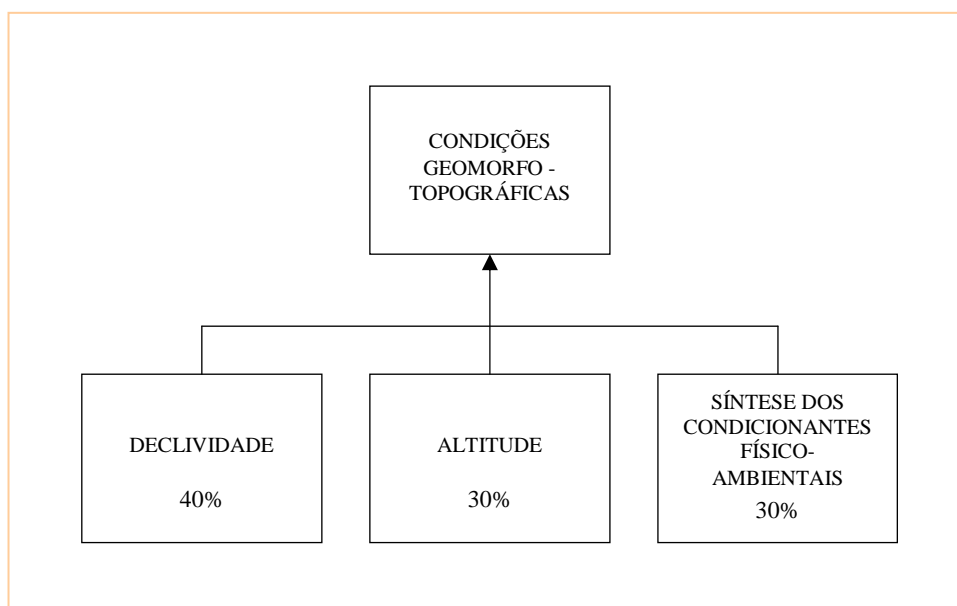 CONDIÇÕES
GEOMORFO -
TOPOGRÁFICAS
DECLIVIDADE
40%
ALTITUDE
30%
SÍNTESE DOS
CONDICIONANTES
FÍSICO-
AMBIENTAIS
30%